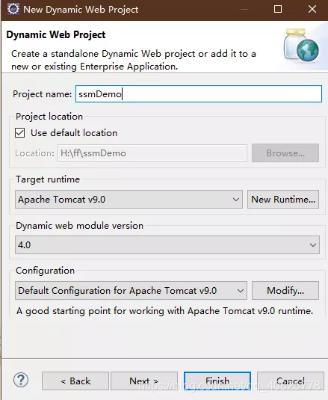 New Dynamic Web Project
Dynamic Web Project
Create a standalone Dynamic Web project or add it to a
new or existing Enterprise Application.
Project name: ssmDemo
Project location
Use default location
Location: H:\ff\ssmDemo Browse...
Target runtime
Apache Tomcat v9.0 New Runtime...
Dynamic web module version
4.0
Configuration
Default Configuration for Apache Tomcat v9.0 Modify...
A good starting point for working with Apache Tomcat v9.0 runtime.
? < Back Next > Finish Cancel